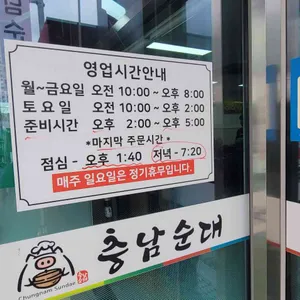 영업시간안내
월~금요일 오전 10:00 ~ 오후 8:00
토요일 오전 10:00 ~ 오후 2:00
준비시간 오후 2:00 ~ 오후 5:00
*마지막 주문시간*
점심 - 오후 1:40 저녁 - 7:20
매주 일요일은 정기휴무입니다.
충남순대
Chungnam Sundae